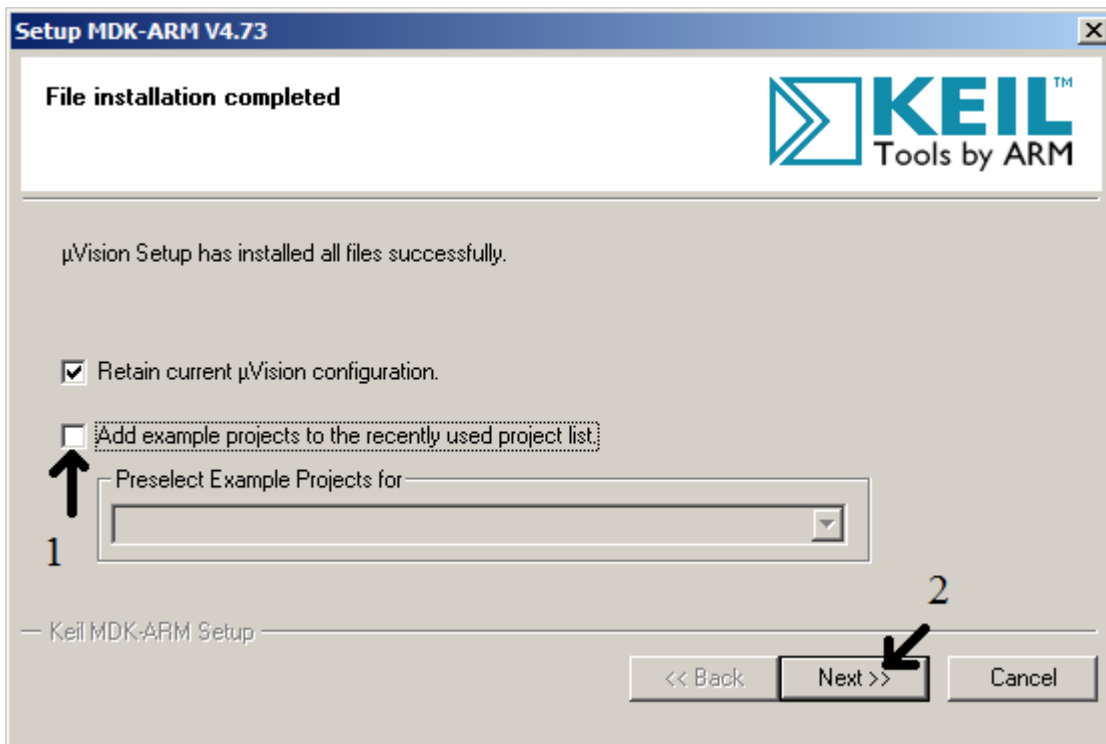 Setup MDK-ARM V4.73
File installation completed
KEIL™
Tools by ARM
µVision Setup has installed all files successfully.
Retain current µVision configuration.
Add example projects to the recently used project list.
Preselect Example Projects for
1
2
Keil MDK-ARM Setup
<< Back Next >> Cancel